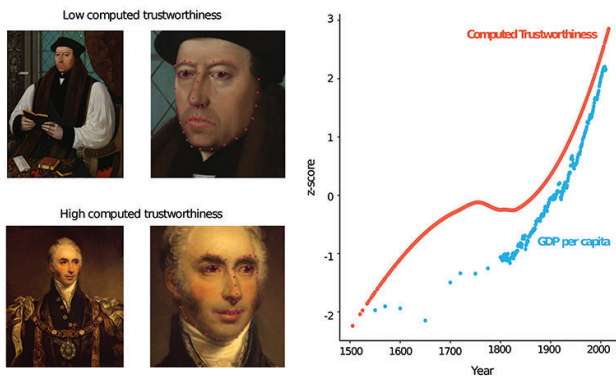 Low computed trustworthiness
High computed trustworthiness
Computed Trustworthiness
GDP per capita
z-score
3
2
1
0
-1
-2
1500 1600 1700 1800 1900 2000
Year